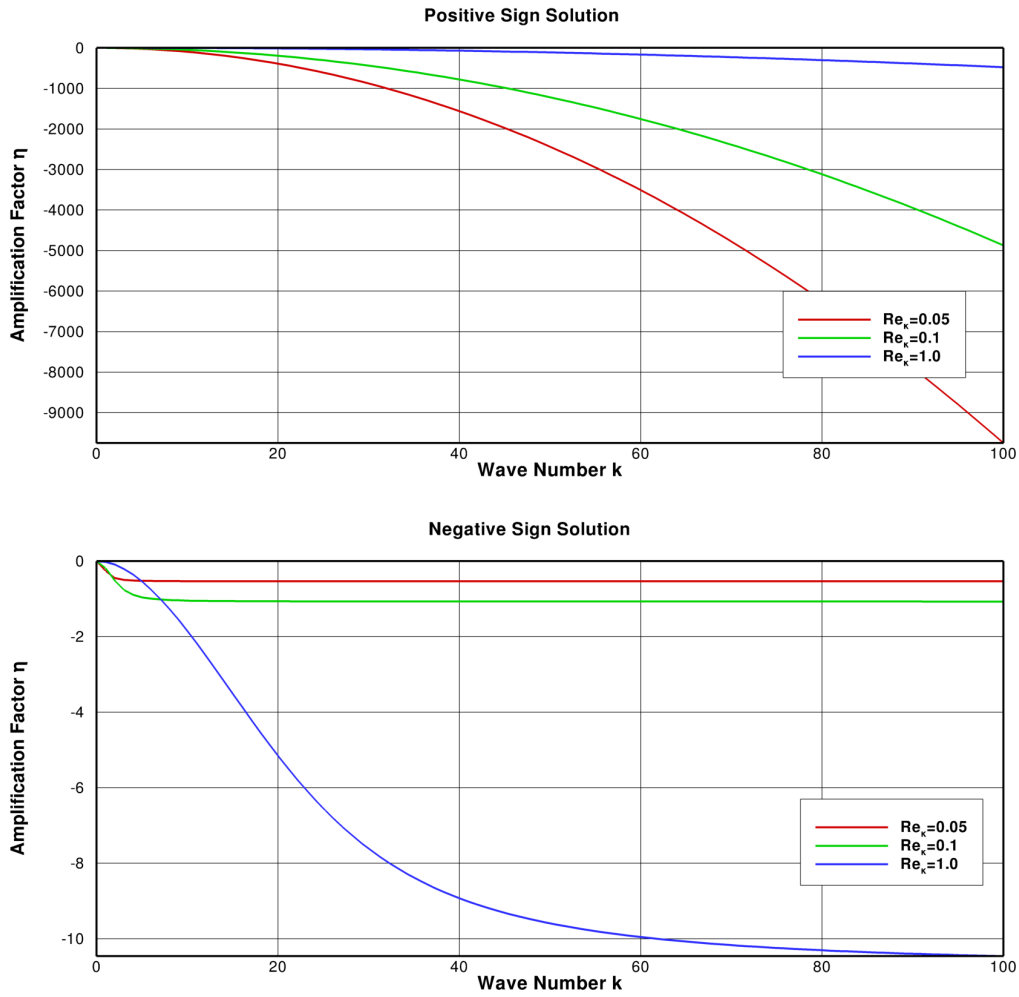 Positive Sign Solution
Amplification Factor η
0
-1000
-2000
-3000
-4000
-5000
-6000
-7000
-8000
-9000
Reκ=0.05
Reκ=0.1
Reκ=1.0
0 20 40 60 80 100
Wave Number k
Negative Sign Solution
Amplification Factor η
0
-2
-4
-6
-8
-10
Reκ=0.05
Reκ=0.1
Reκ=1.0
0 20 40 60 80 100
Wave Number k